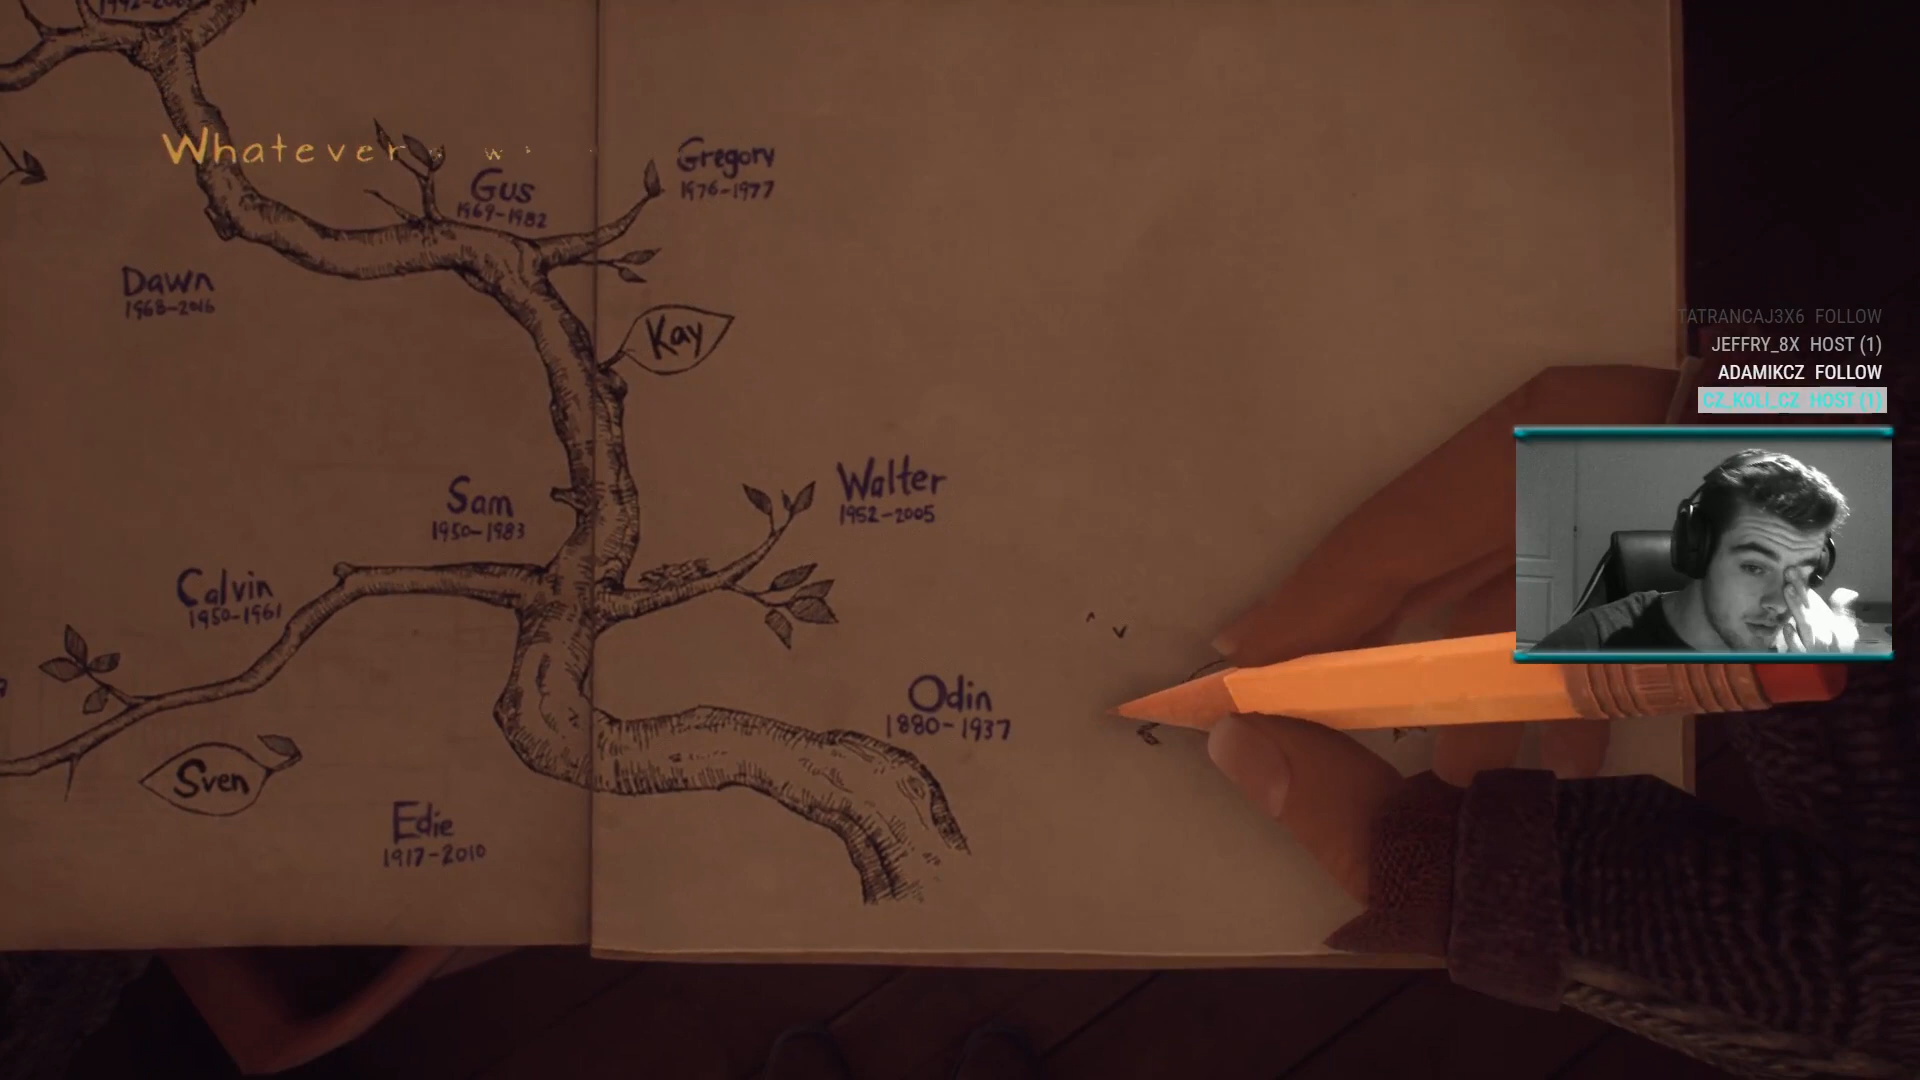 Whatever
Gregory
1976-1977
Gus
1969-1982
Dawn
1968-2016
Kay
Sam
1950-1983
Walter
1952-2005
Calvin
1950-1961
Odin
1880-1937
Sven
Edie
1917-2010
TATRANCAJ3X6 FOLLOW
JEFFRY_8X HOST (1)
ADAMIKCZ FOLLOW
CZ_KOLI_CZ HOST (1)